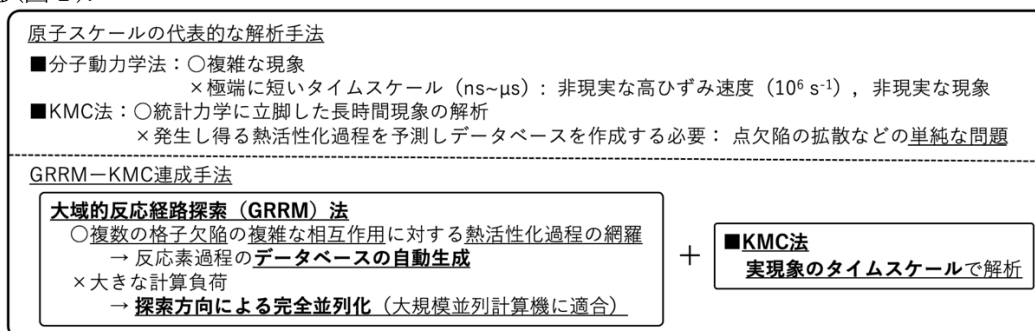 原子スケールの代表的な解析手法
■分子動力学法：○複雑な現象
×極端に短いタイムスケール（ns~μs）: 非現実な高ひずみ速度（10⁶ s⁻¹）, 非現実な現象
■KMC法：○統計力学に立脚した長時間現象の解析
×発生し得る熱活性化過程を予測しデータベースを作成する必要： 点欠陥の拡散などの単純な問題
GRRM－KMC連成手法
大域的反応経路探索（GRRM）法
○複数の格子欠陥の複雑な相互作用に対する熱活性化過程の網羅
→ 反応素過程のデータベースの自動生成
×大きな計算負荷
→ 探索方向による完全並列化（大規模並列計算機に適合）
＋
■KMC法
実現象のタイムスケールで解析